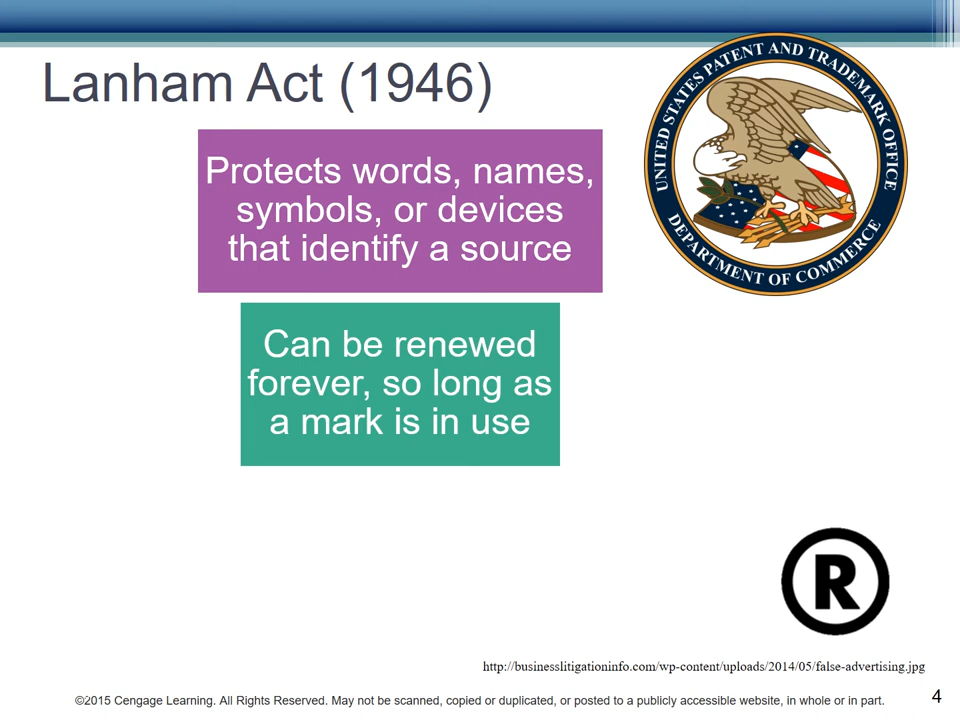 Lanham Act (1946)
UNITED STATES PATENT AND TRADEMARK OFFICE
DEPARTMENT OF COMMERCE
Protects words, names,
symbols, or devices
that identify a source
Can be renewed
forever, so long as
a mark is in use
R
http://businesslitigationinfo.com/wp-content/uploads/2014/05/false-advertising.jpg
©2015 Cengage Learning. All Rights Reserved. May not be scanned, copied or duplicated, or posted to a publicly accessible website, in whole or in part.
4